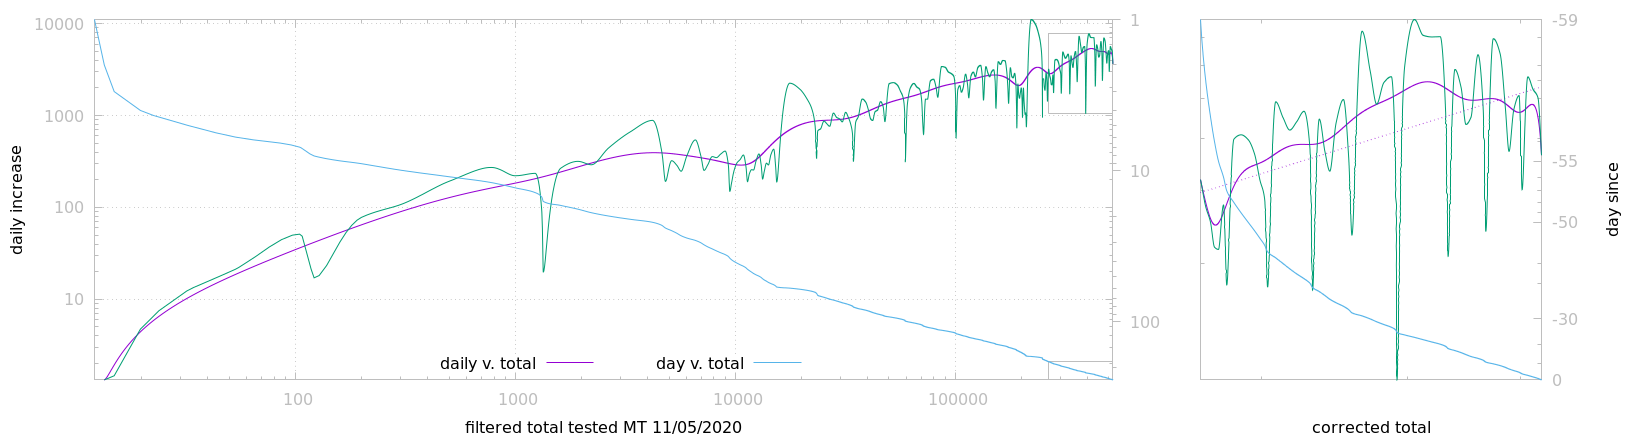 10000
1000
100
10
daily increase
daily v. total
day v. total
100
1000
10000
100000
filtered total tested MT 11/05/2020
1
10
100
-59
-55
-50
-30
0
day since
corrected total